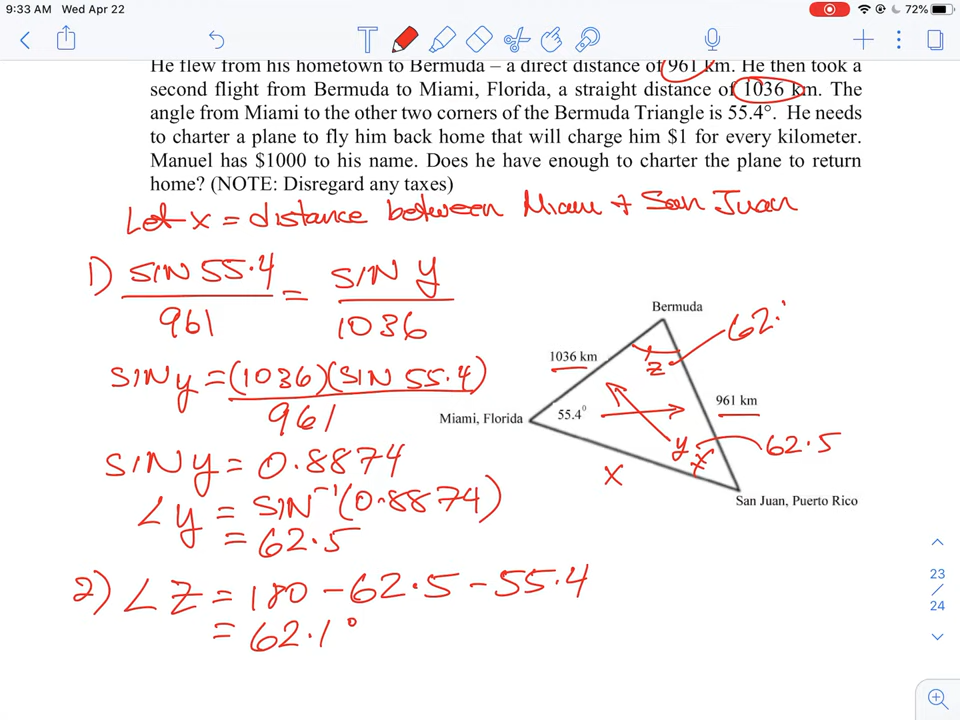 9:33 AM Wed Apr 22
72%
T
He flew from his hometown to Bermuda – a direct distance of 961 km. He then took a
second flight from Bermuda to Miami, Florida, a straight distance of 1036 km. The
angle from Miami to the other two corners of the Bermuda Triangle is 55.4°. He needs
to charter a plane to fly him back home that will charge him $1 for every kilometer.
Manuel has $1000 to his name. Does he have enough to charter the plane to return
home? (NOTE: Disregard any taxes)
Let x = distance between Miami + San Juan
1) SIN 55.4 / 961 = SIN y / 1036
SIN y = (1036)(SIN 55.4) / 961
SIN y = 0.8874
∠y = SIN⁻¹(0.8874)
= 62.5
2) ∠Z = 180 - 62.5 - 55.4
= 62.1°
Bermuda
62.
1036 km
z
961 km
Miami, Florida
55.4⁰
y
62.5
x
San Juan, Puerto Rico
23
/
24